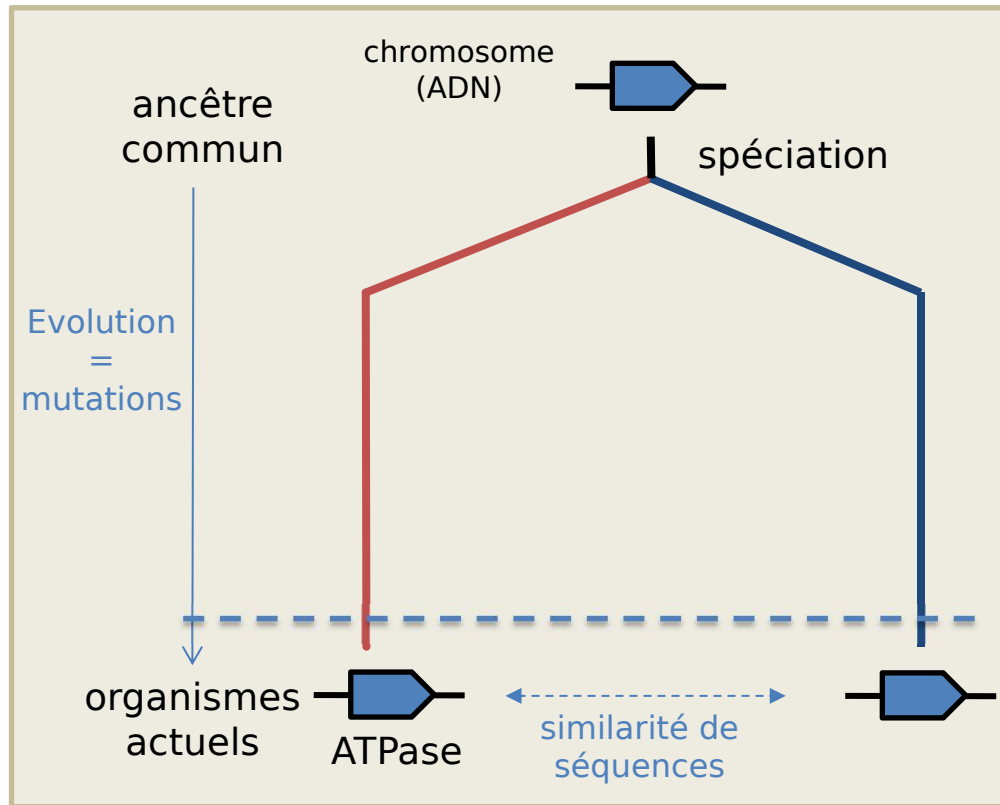 chromosome
(ADN)
ancêtre
commun
spéciation
Evolution
=
mutations
organismes
actuels
ATPase
similarité de
séquences